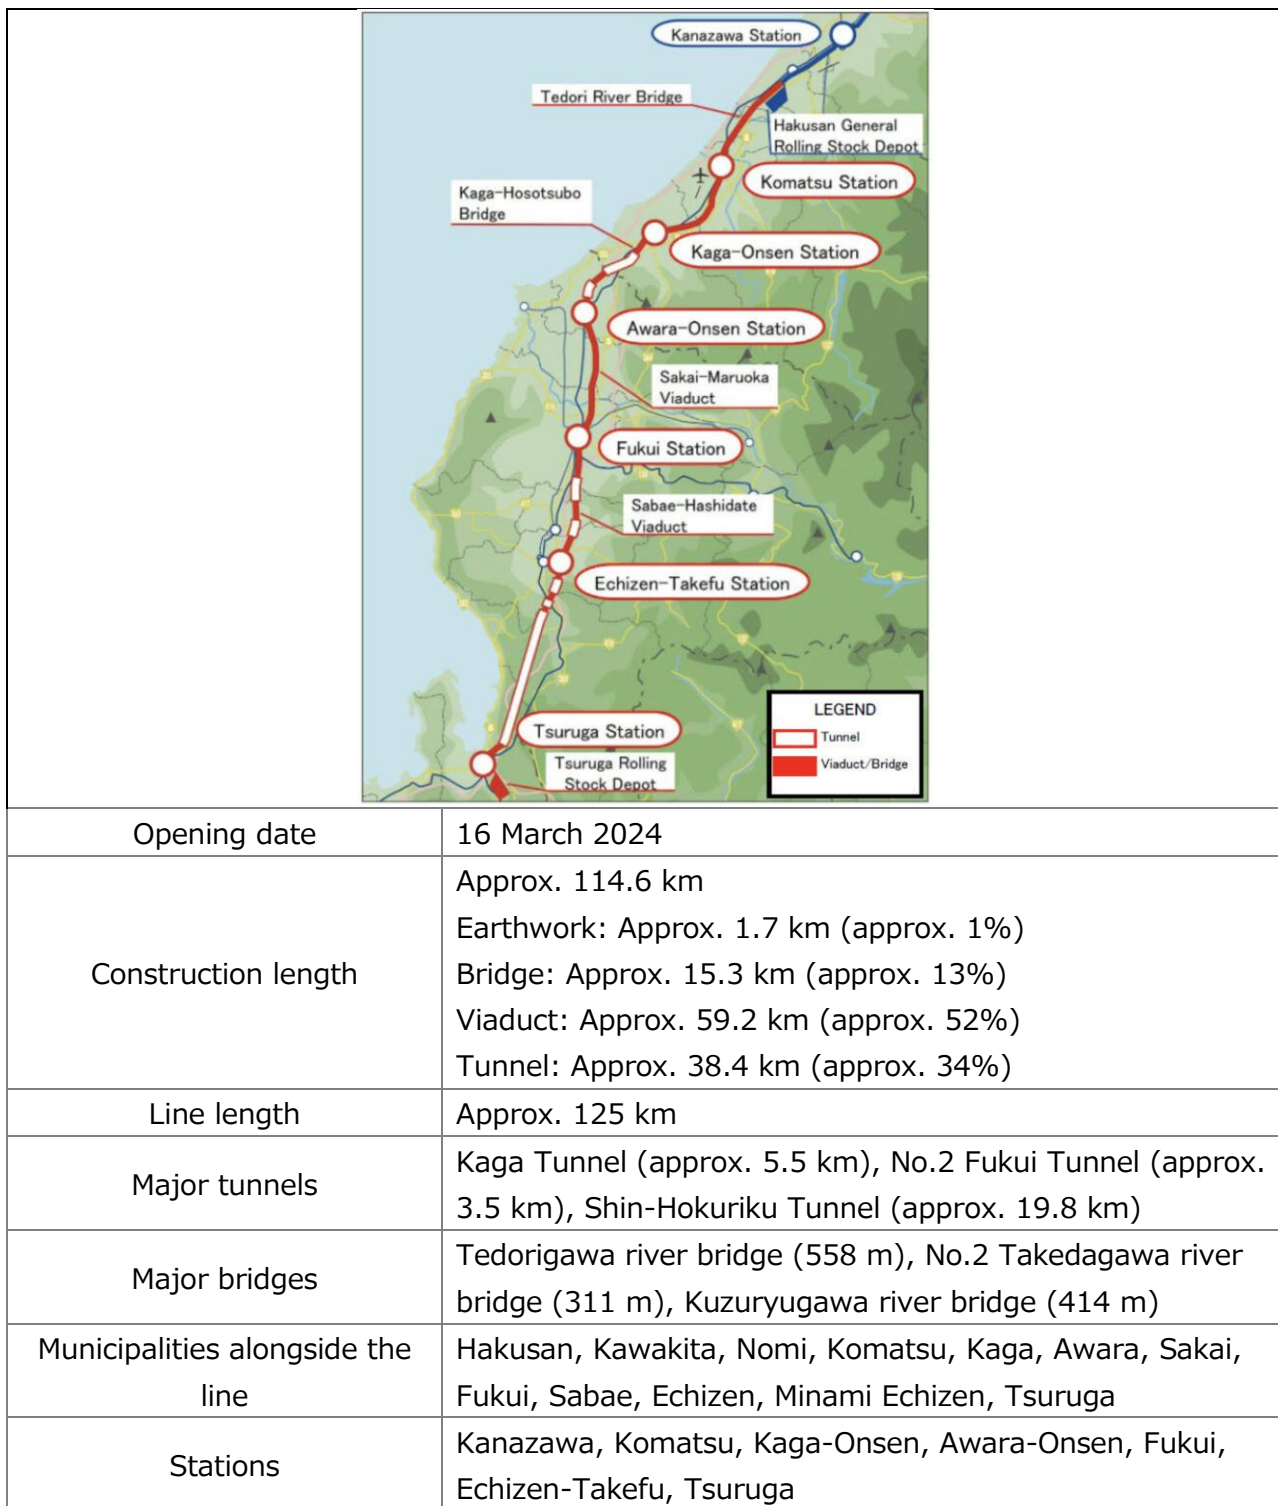 Kanazawa Station
Tedori River Bridge
Hakusan General
Rolling Stock Depot
Komatsu Station
Kaga-Hosotsubo
Bridge
Kaga-Onsen Station
Awara-Onsen Station
Sakai-Maruoka
Viaduct
Fukui Station
Sabae-Hashidate
Viaduct
Echizen-Takefu Station
Tsuruga Station
Tsuruga Rolling
Stock Depot
LEGEND
Tunnel
Viaduct/Bridge
Opening date
16 March 2024
Construction length
Approx. 114.6 km
Earthwork: Approx. 1.7 km (approx. 1%)
Bridge: Approx. 15.3 km (approx. 13%)
Viaduct: Approx. 59.2 km (approx. 52%)
Tunnel: Approx. 38.4 km (approx. 34%)
Line length
Approx. 125 km
Major tunnels
Kaga Tunnel (approx. 5.5 km), No.2 Fukui Tunnel (approx.
3.5 km), Shin-Hokuriku Tunnel (approx. 19.8 km)
Major bridges
Tedorigawa river bridge (558 m), No.2 Takedagawa river
bridge (311 m), Kuzuryugawa river bridge (414 m)
Municipalities alongside the
line
Hakusan, Kawakita, Nomi, Komatsu, Kaga, Awara, Sakai,
Fukui, Sabae, Echizen, Minami Echizen, Tsuruga
Stations
Kanazawa, Komatsu, Kaga-Onsen, Awara-Onsen, Fukui,
Echizen-Takefu, Tsuruga